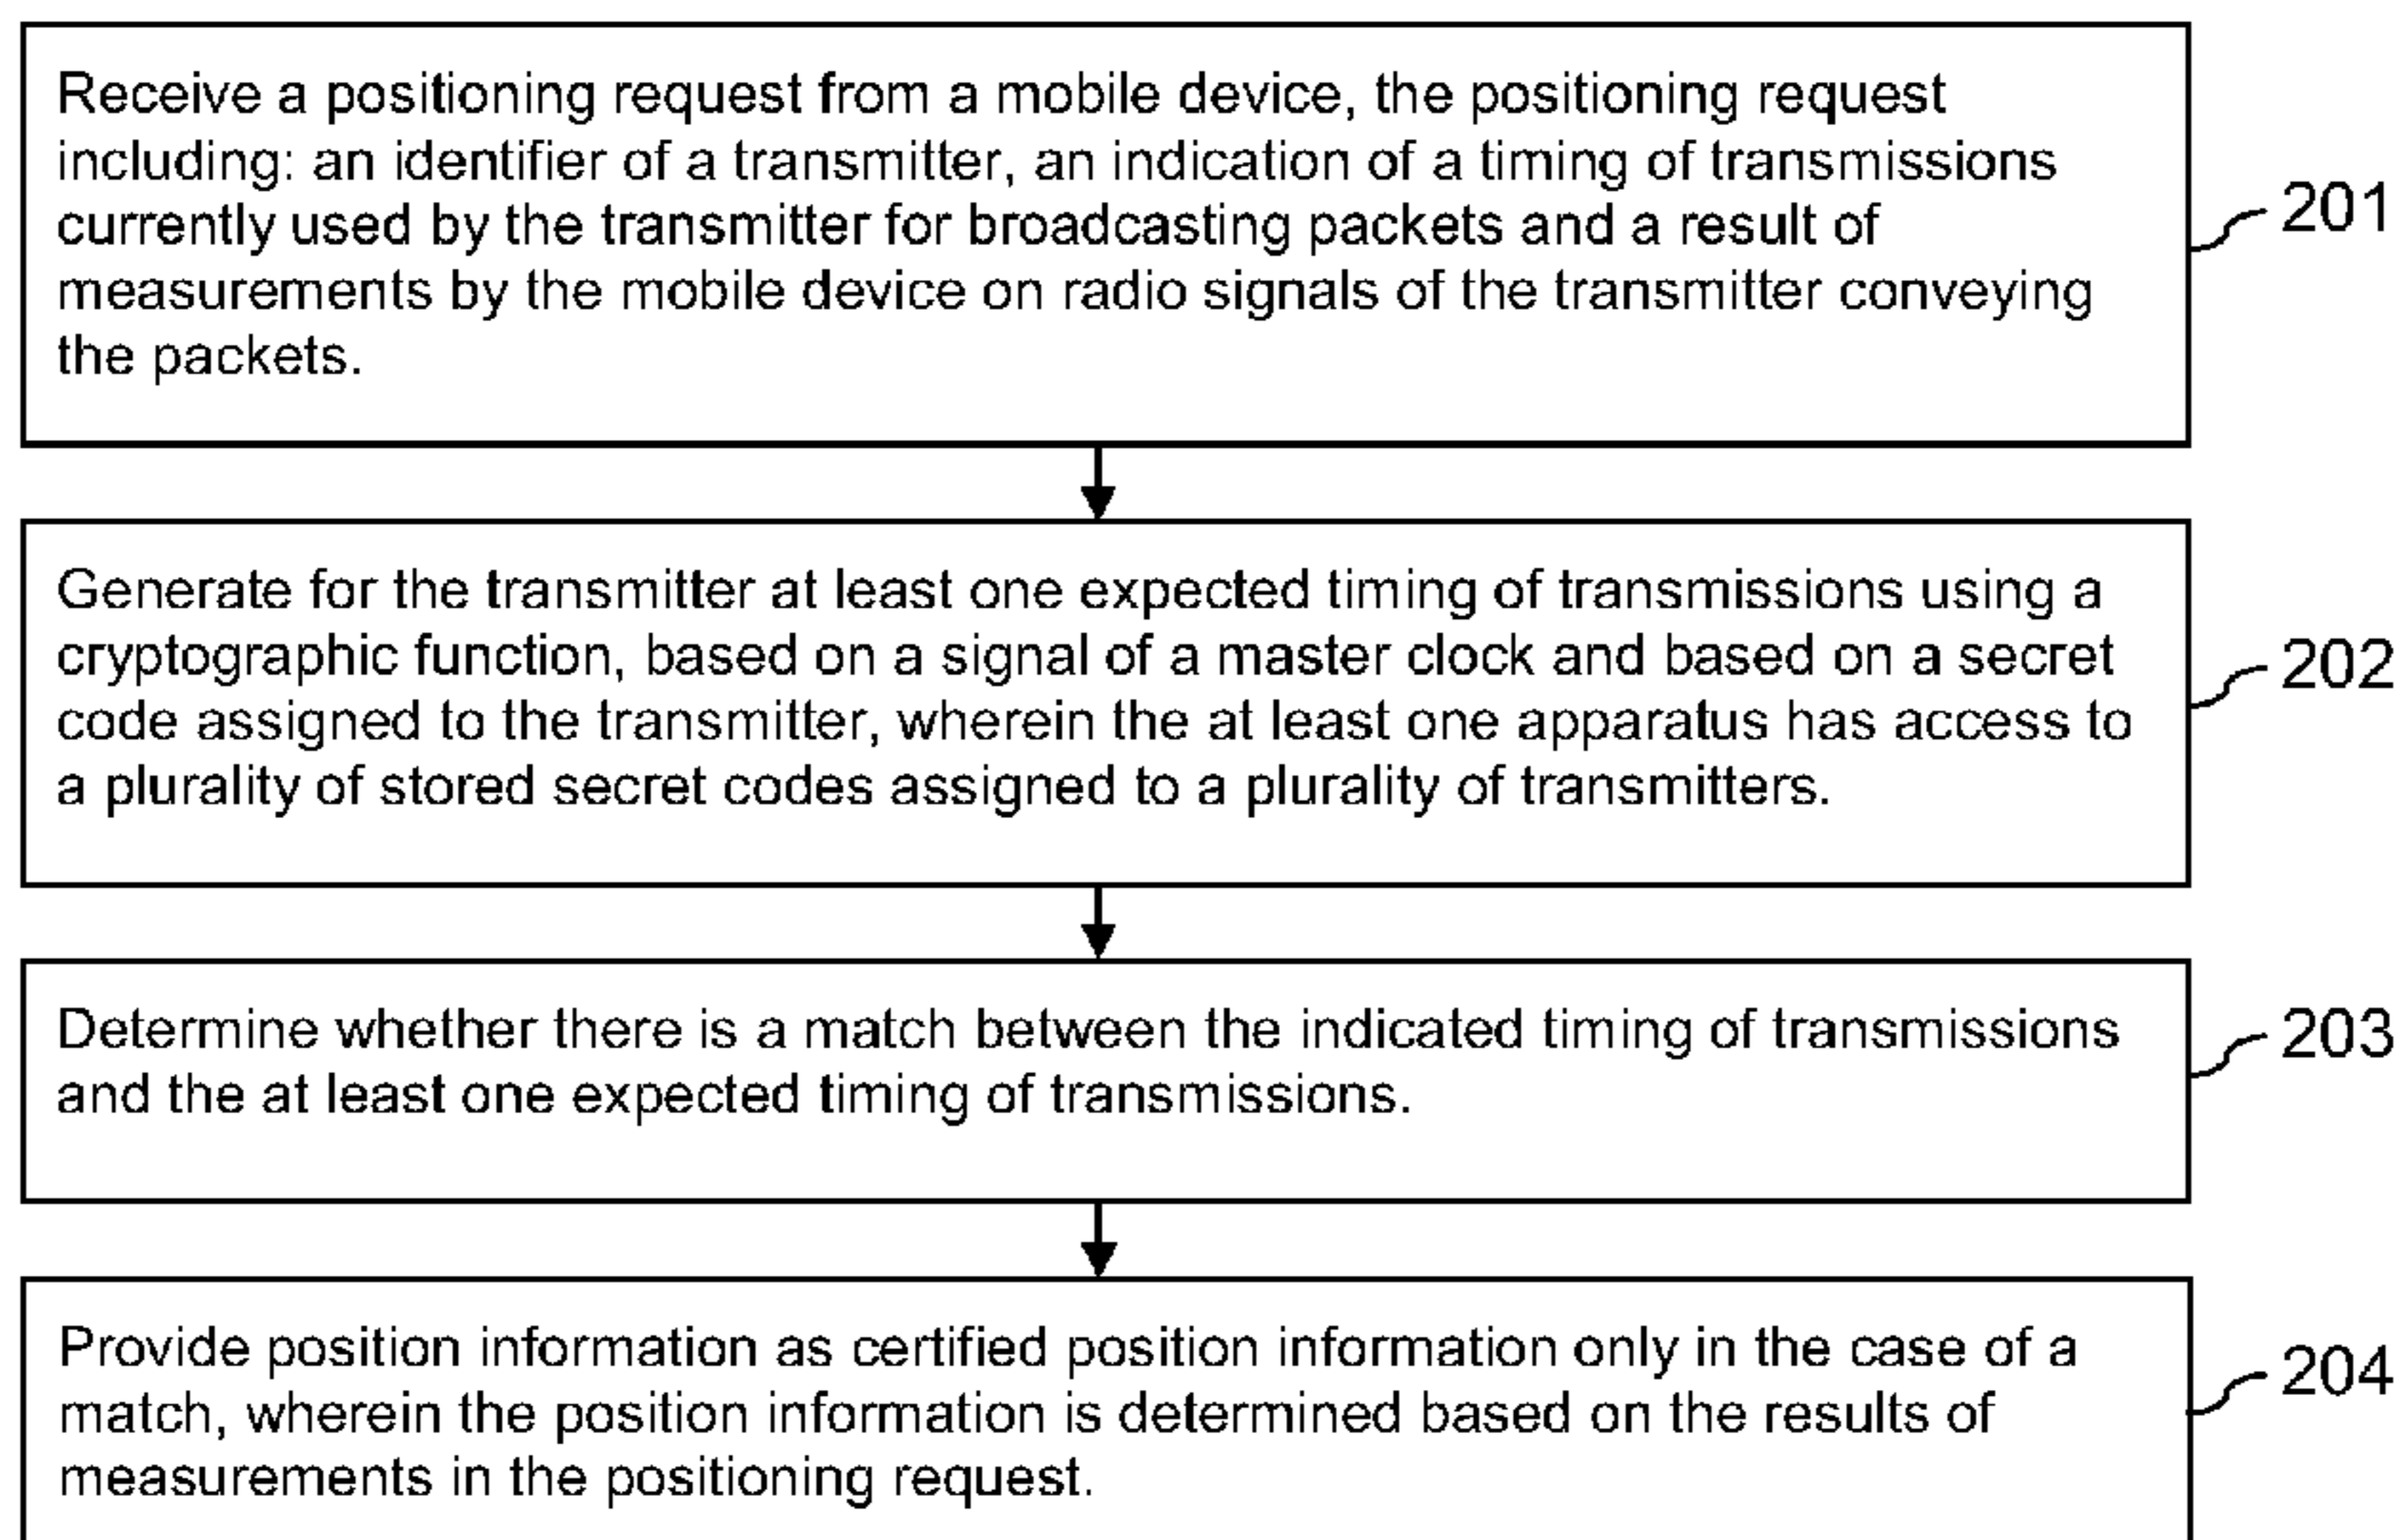 Receive a positioning request from a mobile device, the positioning request
including: an identifier of a transmitter, an indication of a timing of transmissions
currently used by the transmitter for broadcasting packets and a result of
measurements by the mobile device on radio signals of the transmitter conveying
the packets.
201
Generate for the transmitter at least one expected timing of transmissions using a
cryptographic function, based on a signal of a master clock and based on a secret
code assigned to the transmitter, wherein the at least one apparatus has access to
a plurality of stored secret codes assigned to a plurality of transmitters.
202
Determine whether there is a match between the indicated timing of transmissions
and the at least one expected timing of transmissions.
203
Provide position information as certified position information only in the case of a
match, wherein the position information is determined based on the results of
measurements in the positioning request.
204